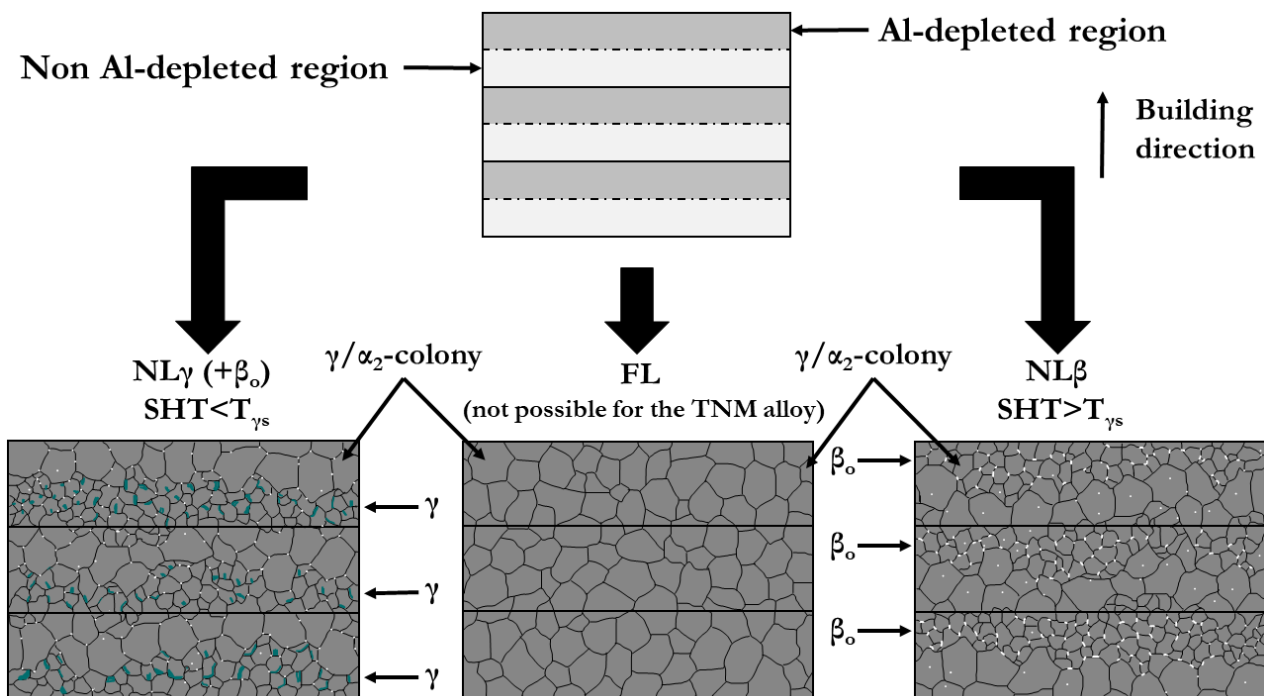 Al-depleted region
Non Al-depleted region
Building
direction
NLγ (+βₒ)
SHT<Tγₛ
γ/α₂-colony
FL
(not possible for the TNM alloy)
γ/α₂-colony
NLβ
SHT>Tγₛ
γ
γ
γ
βₒ
βₒ
βₒ